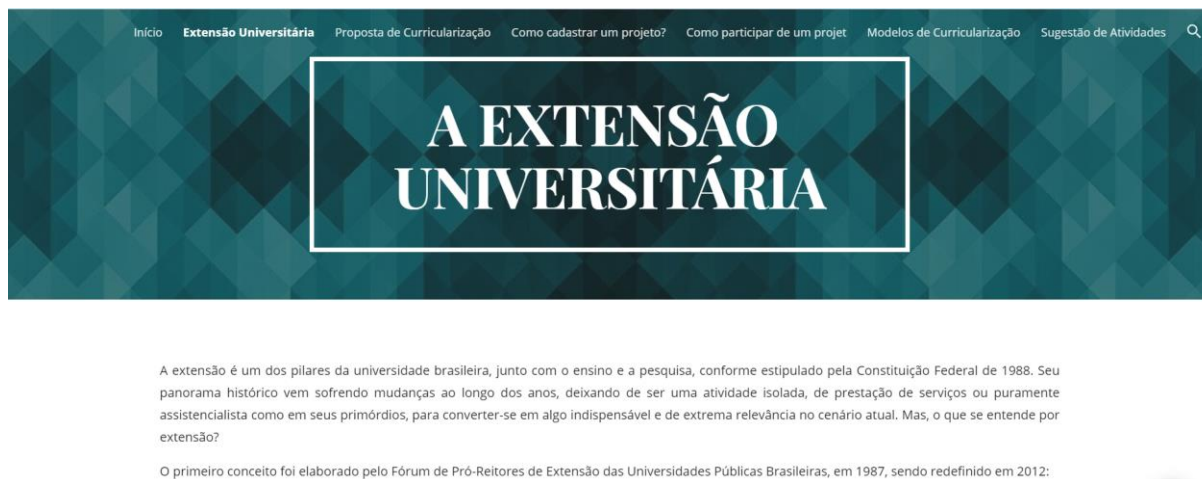 Início Extensão Universitária Proposta de Curricularização Como cadastrar um projeto? Como participar de um projet Modelos de Curricularização Sugestão de Atividades
A EXTENSÃO
UNIVERSITÁRIA
A extensão é um dos pilares da universidade brasileira, junto com o ensino e a pesquisa, conforme estipulado pela Constituição Federal de 1988. Seu
panorama histórico vem sofrendo mudanças ao longo dos anos, deixando de ser uma atividade isolada, de prestação de serviços ou puramente
assistencialista como em seus primórdios, para converter-se em algo indispensável e de extrema relevância no cenário atual. Mas, o que se entende por
extensão?
O primeiro conceito foi elaborado pelo Fórum de Pró-Reitores de Extensão das Universidades Públicas Brasileiras, em 1987, sendo redefinido em 2012: